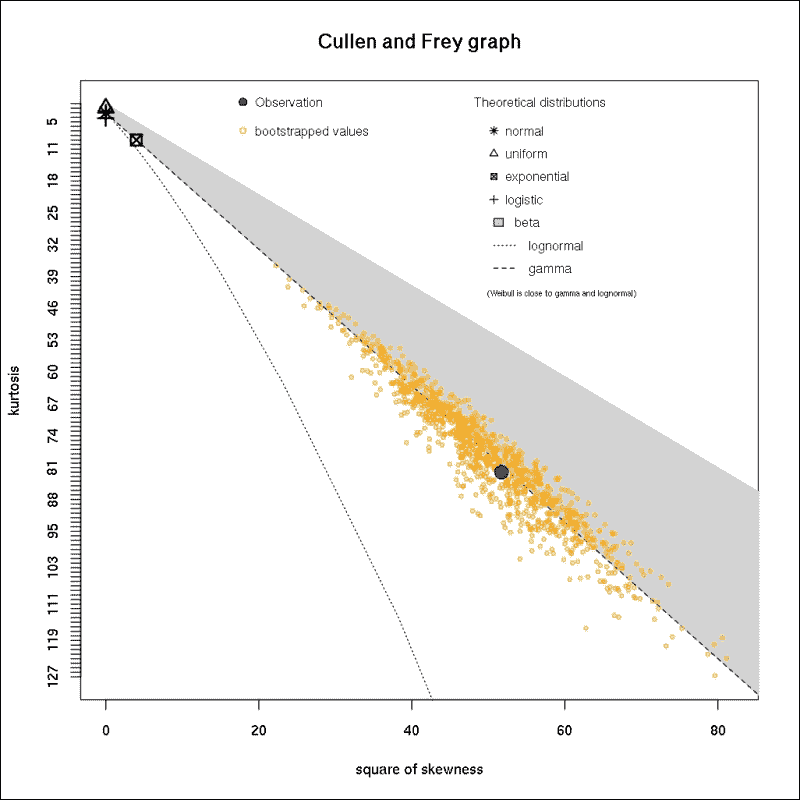 Cullen and Frey graph
Observation
bootstrapped values
Theoretical distributions
normal
uniform
exponential
logistic
beta
lognormal
gamma
(Weibull is close to gamma and lognormal)
kurtosis
5
11
18
25
32
39
46
53
60
67
74
81
88
95
103
111
119
127
0 20 40 60 80
square of skewness